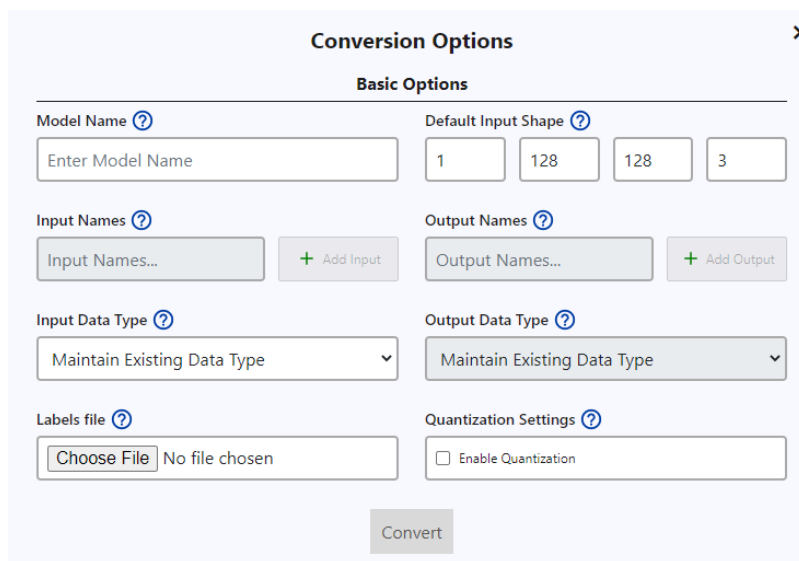 Conversion Options
Basic Options
Model Name
Default Input Shape
Enter Model Name
1 128 128 3
Input Names
Output Names
Input Names... + Add Input
Output Names... + Add Output
Input Data Type
Output Data Type
Maintain Existing Data Type
Maintain Existing Data Type
Labels file
Quantization Settings
Choose File No file chosen
Enable Quantization
Convert